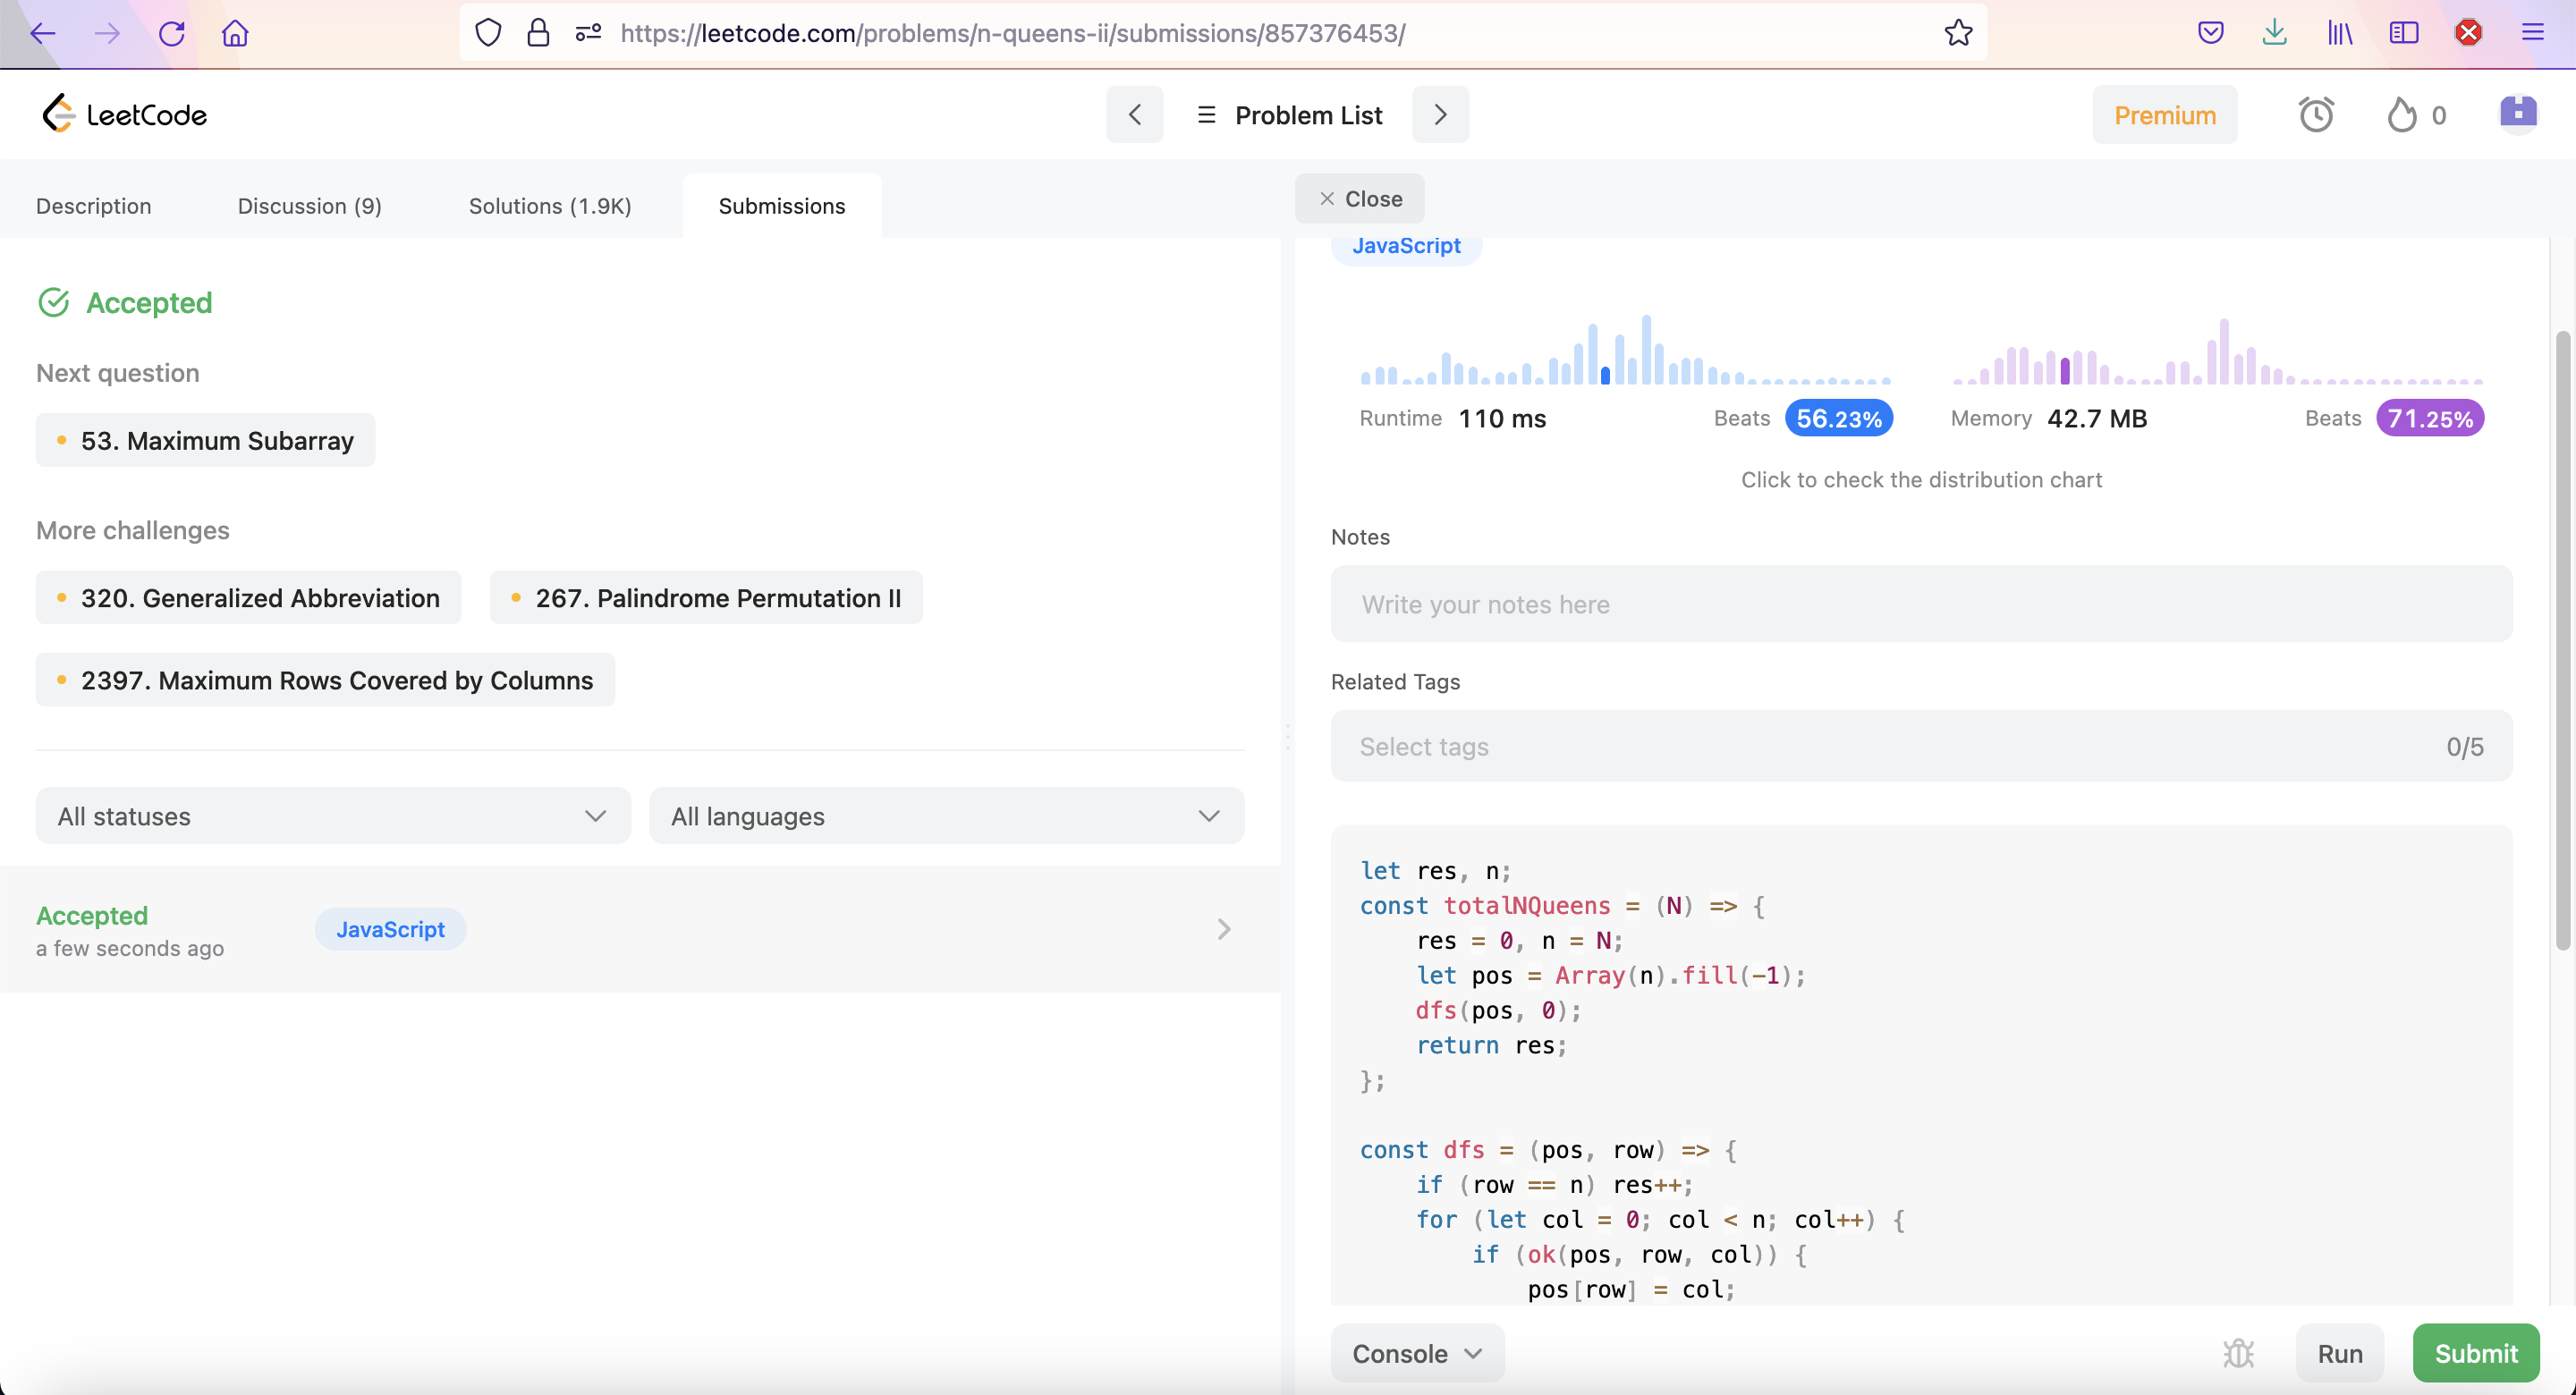 https://leetcode.com/problems/n-queens-ii/submissions/857376453/
LeetCode
Problem List
Premium
0
Description
Discussion (9)
Solutions (1.9K)
Submissions
Close
Accepted
Next question
53. Maximum Subarray
More challenges
320. Generalized Abbreviation
267. Palindrome Permutation II
2397. Maximum Rows Covered by Columns
All statuses
All languages
Accepted
a few seconds ago
JavaScript
JavaScript
Runtime 110 ms
Beats 56.23%
Memory 42.7 MB
Beats 71.25%
Click to check the distribution chart
Notes
Write your notes here
Related Tags
Select tags
0/5
let res, n;
const totalNQueens = (N) => {
    res = 0, n = N;
    let pos = Array(n).fill(-1);
    dfs(pos, 0);
    return res;
};
const dfs = (pos, row) => {
    if (row == n) res++;
    for (let col = 0; col < n; col++) {
        if (ok(pos, row, col)) {
            pos[row] = col;
Console
Run
Submit